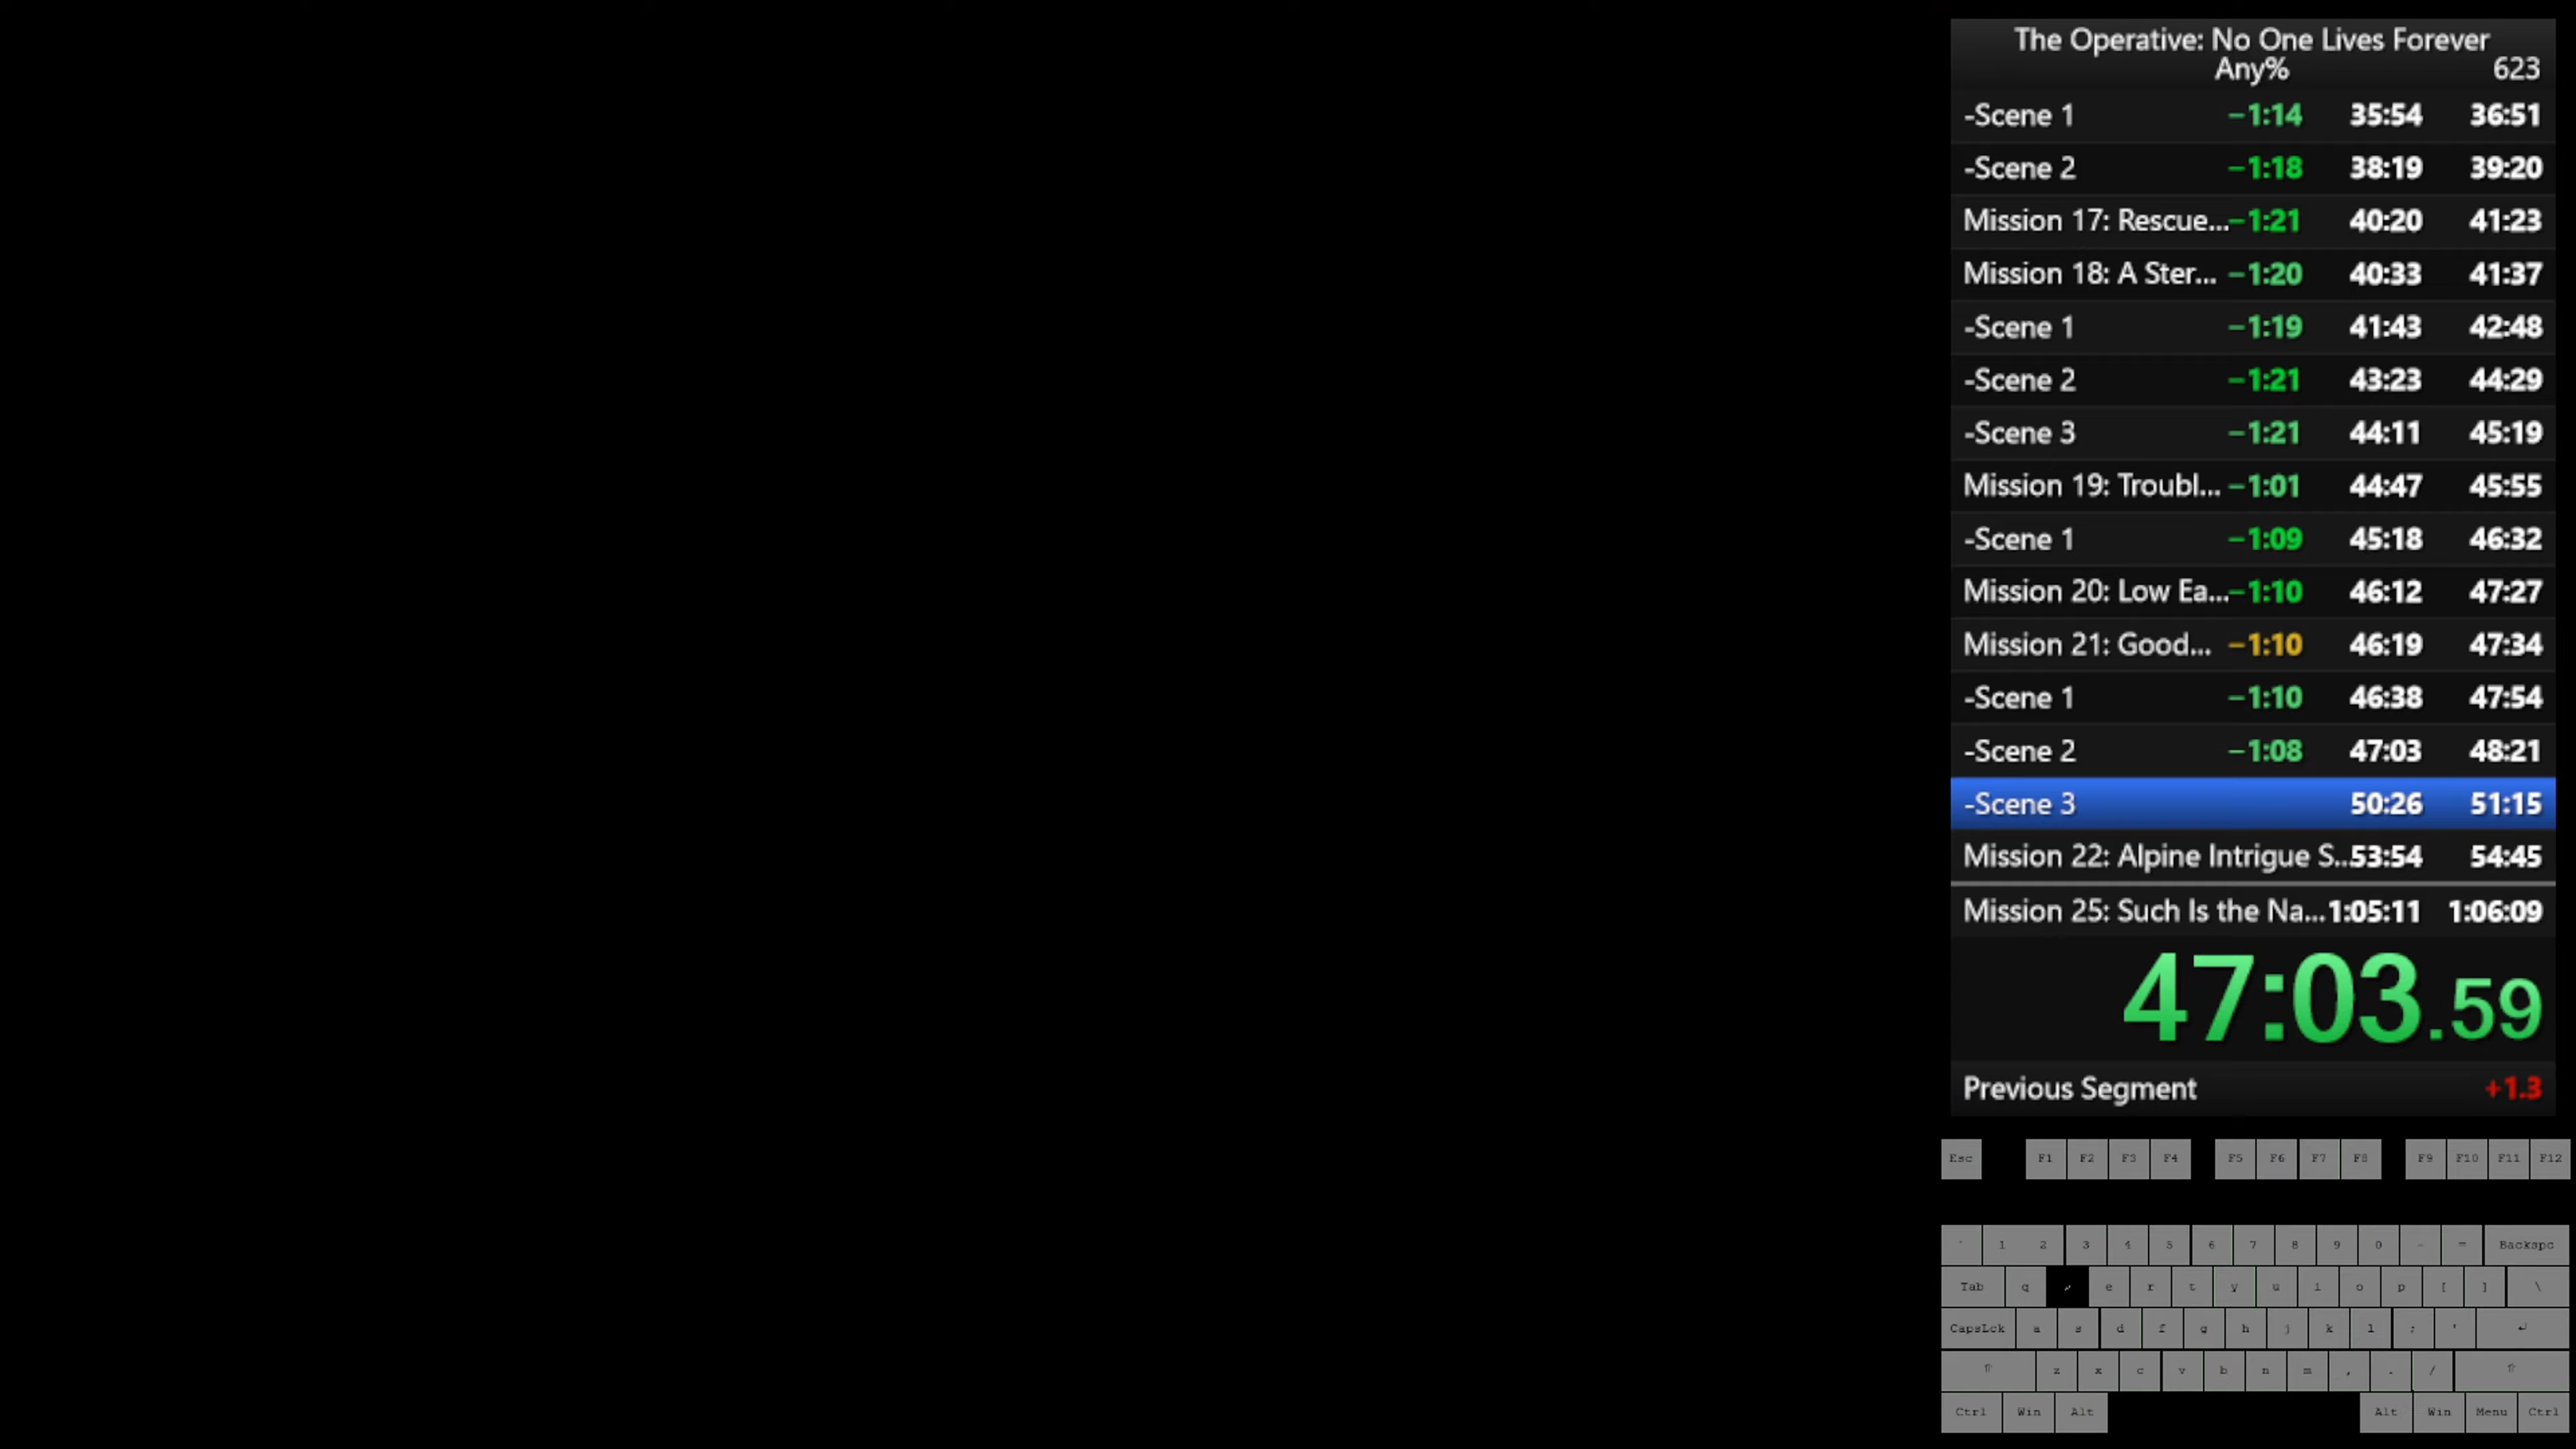 The Operative: No One Lives Forever
Any% 623
-Scene 1 −1:14 35:54 36:51
-Scene 2 −1:18 38:19 39:20
Mission 17: Rescue... −1:21 40:20 41:23
Mission 18: A Ster... −1:20 40:33 41:37
-Scene 1 −1:19 41:43 42:48
-Scene 2 −1:21 43:23 44:29
-Scene 3 −1:21 44:11 45:19
Mission 19: Troubl... −1:01 44:47 45:55
-Scene 1 −1:09 45:18 46:32
Mission 20: Low Ea... −1:10 46:12 47:27
Mission 21: Good... −1:10 46:19 47:34
-Scene 1 −1:10 46:38 47:54
-Scene 2 −1:08 47:03 48:21
-Scene 3 50:26 51:15
Mission 22: Alpine Intrigue S... 53:54 54:45
Mission 25: Such Is the Na... 1:05:11 1:06:09
47:03.59
Previous Segment +1.3
Esc F1 F2 F3 F4 F5 F6 F7 F8 F9 F10 F11 F12
` 1 2 3 4 5 6 7 8 9 0 - = Backspc
Tab q e r t y u i o p [ ] \
CapsLck a s d f g h j k l ; ' ↵
⇧ z x c v b n m , . / ⇧
Ctrl Win Alt Alt Win Menu Ctrl